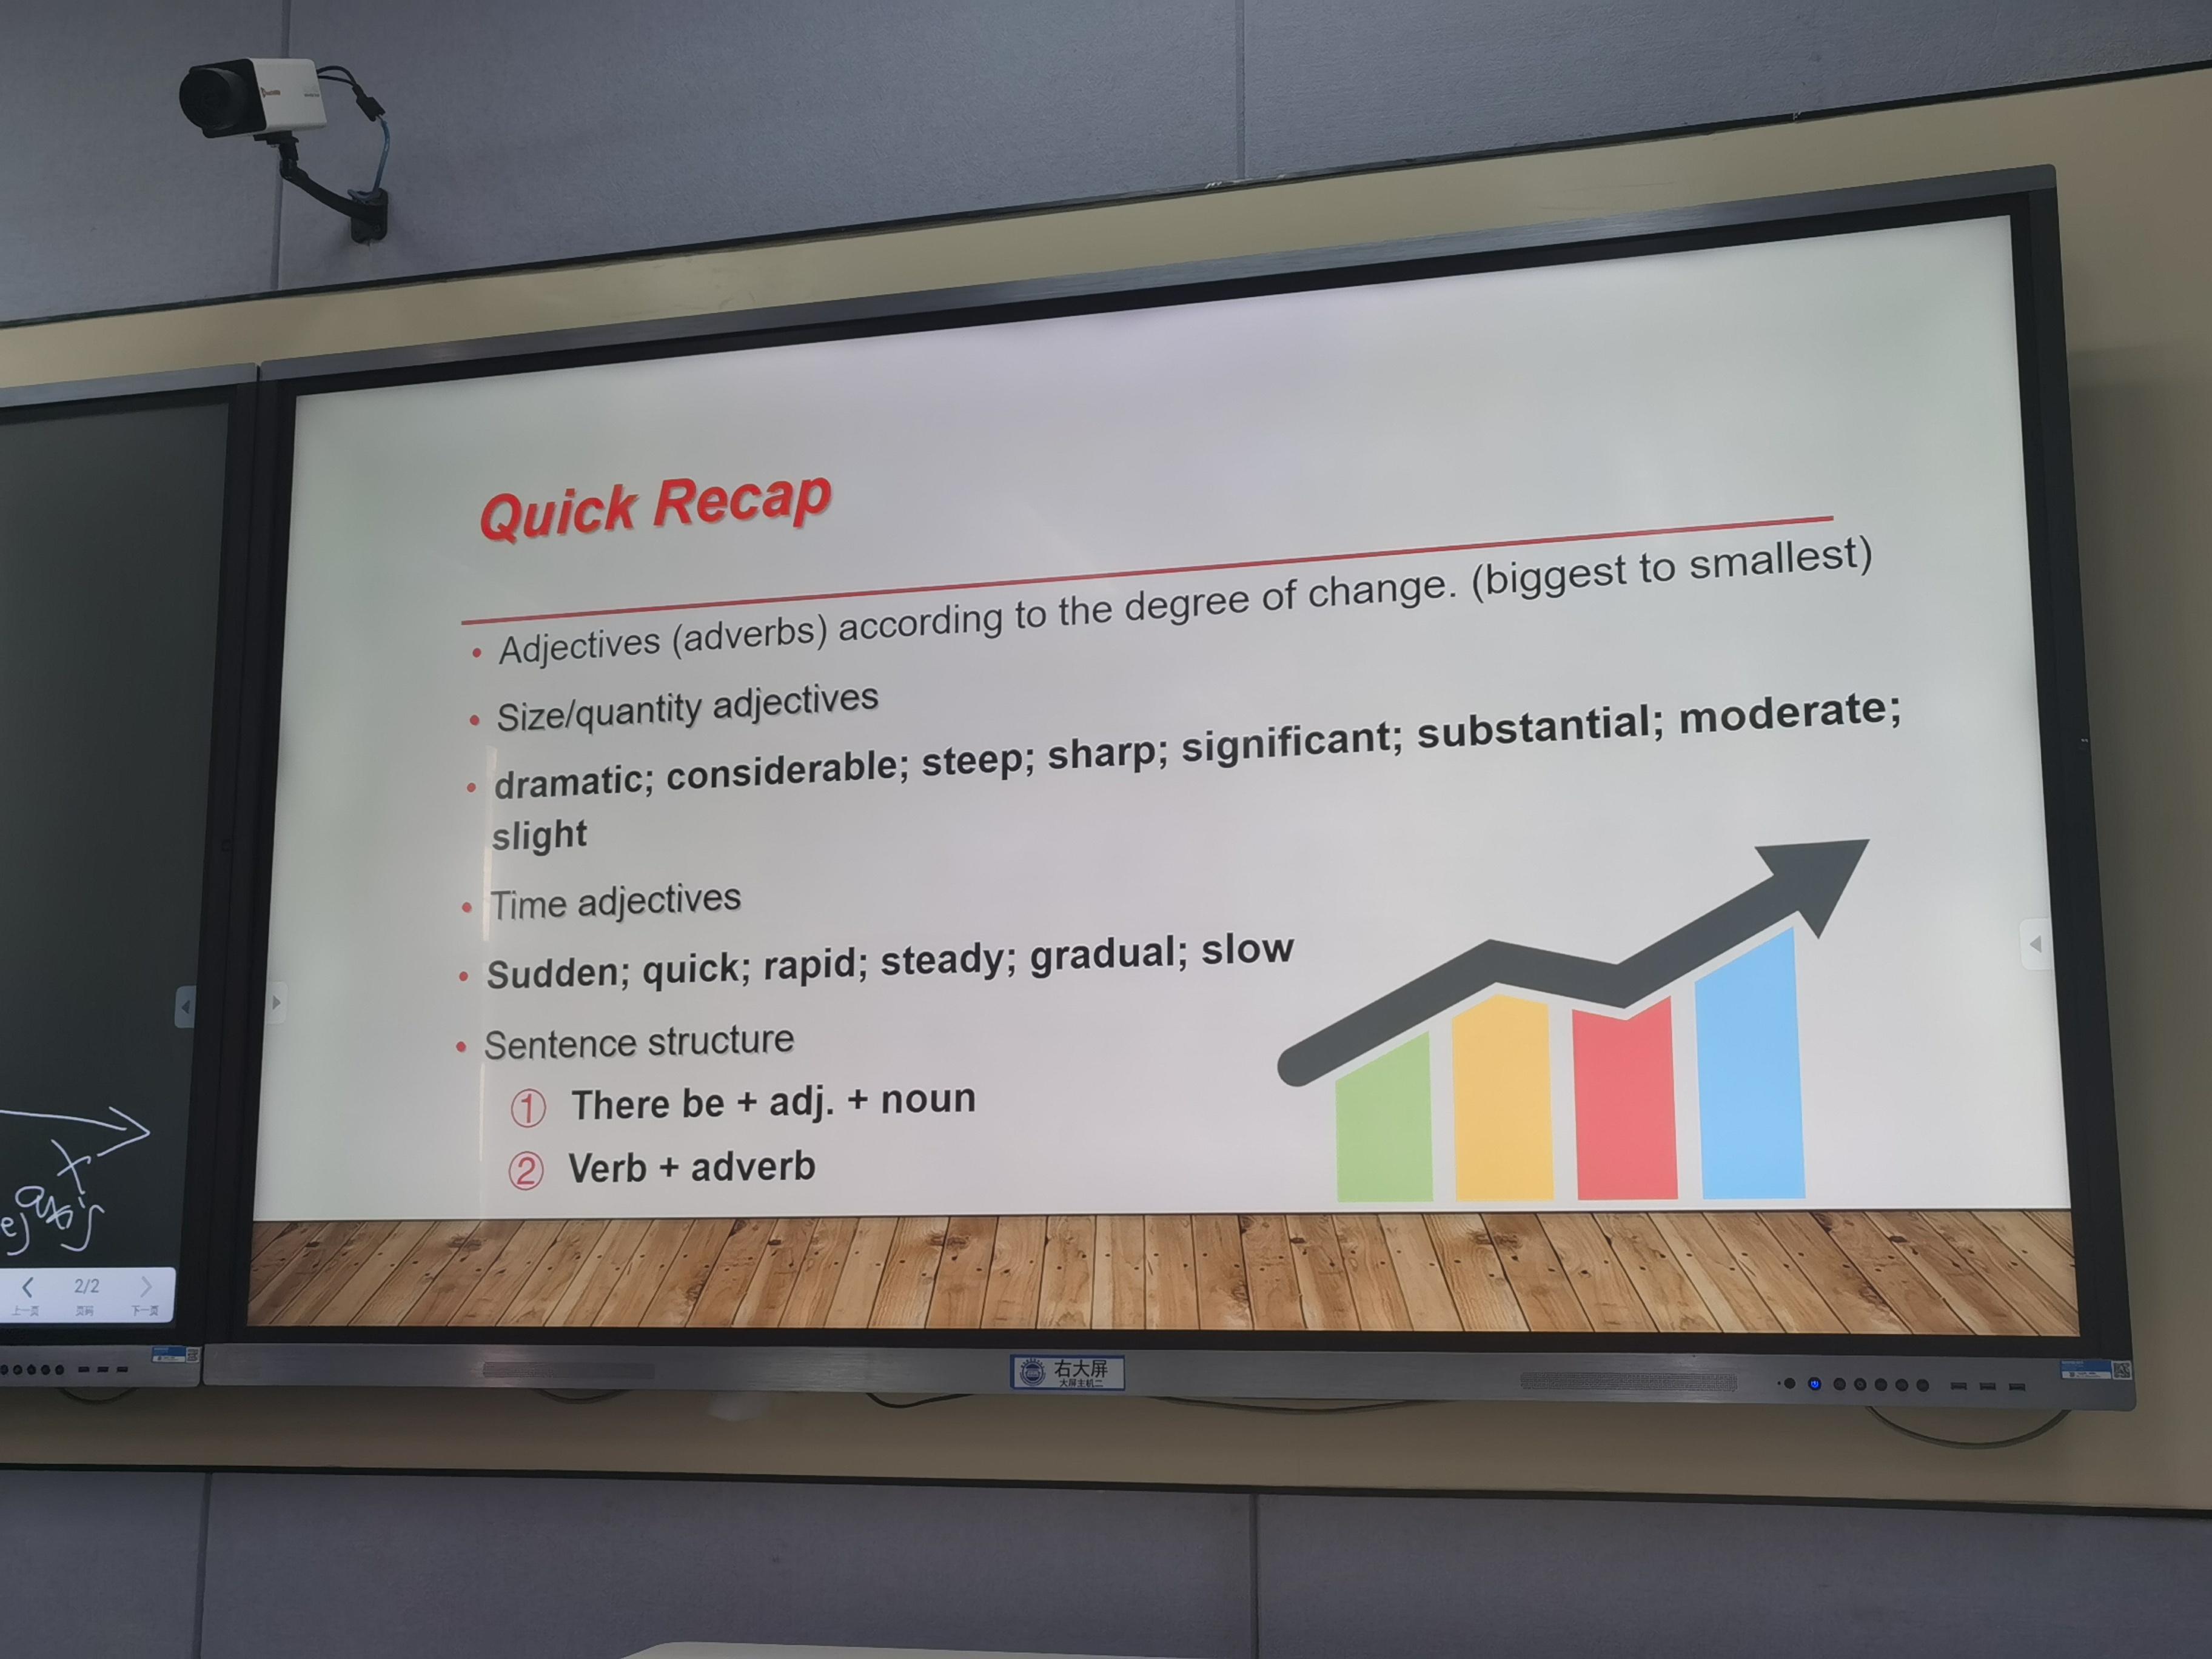 Quick Recap
• Adjectives (adverbs) according to the degree of change. (biggest to smallest)
• Size/quantity adjectives
• dramatic; considerable; steep; sharp; significant; substantial; moderate;
slight
• Time adjectives
• Sudden; quick; rapid; steady; gradual; slow
• Sentence structure
① There be + adj. + noun
② Verb + adverb
2/2
上一页 页码 下一页
右大屏
大屏主机二